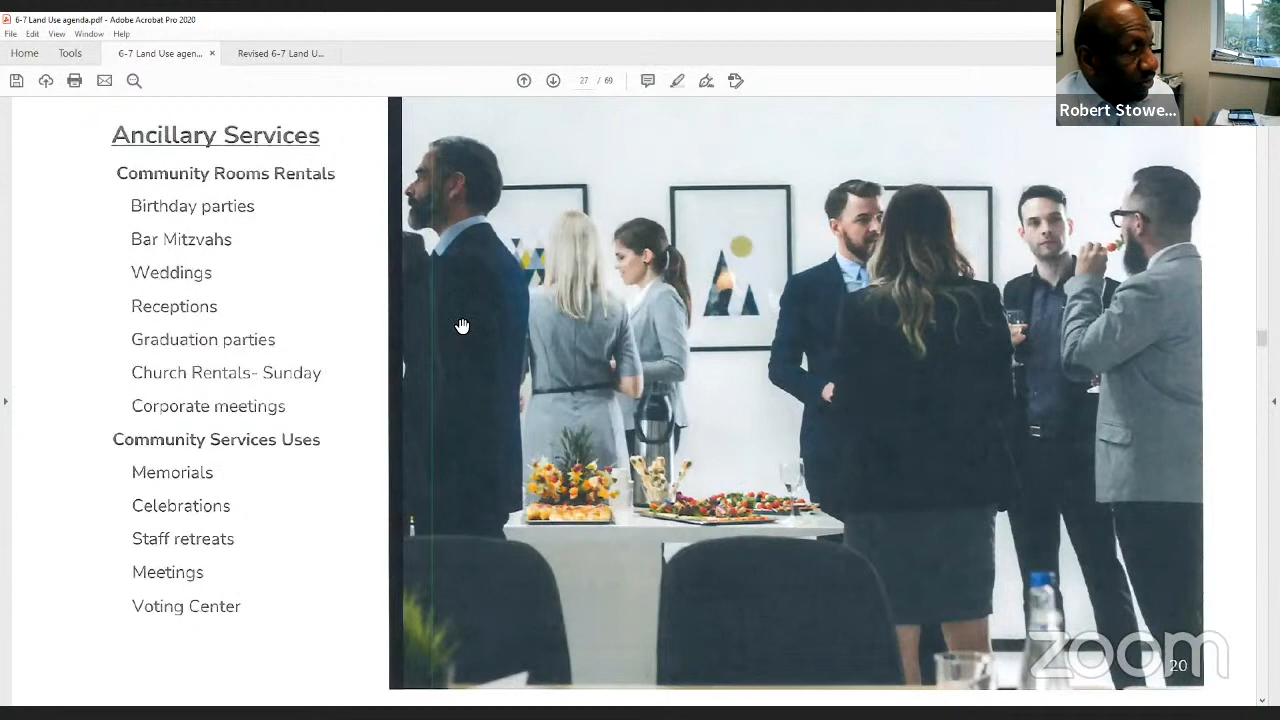 6-7 Land Use agenda.pdf - Adobe Acrobat Pro 2020
File Edit View Window Help
Home Tools 6-7 Land Use agen... × Revised 6-7 Land U...
27 / 69
Robert Stowe...
Ancillary Services
Community Rooms Rentals
Birthday parties
Bar Mitzvahs
Weddings
Receptions
Graduation parties
Church Rentals- Sunday
Corporate meetings
Community Services Uses
Memorials
Celebrations
Staff retreats
Meetings
Voting Center
zoom
20